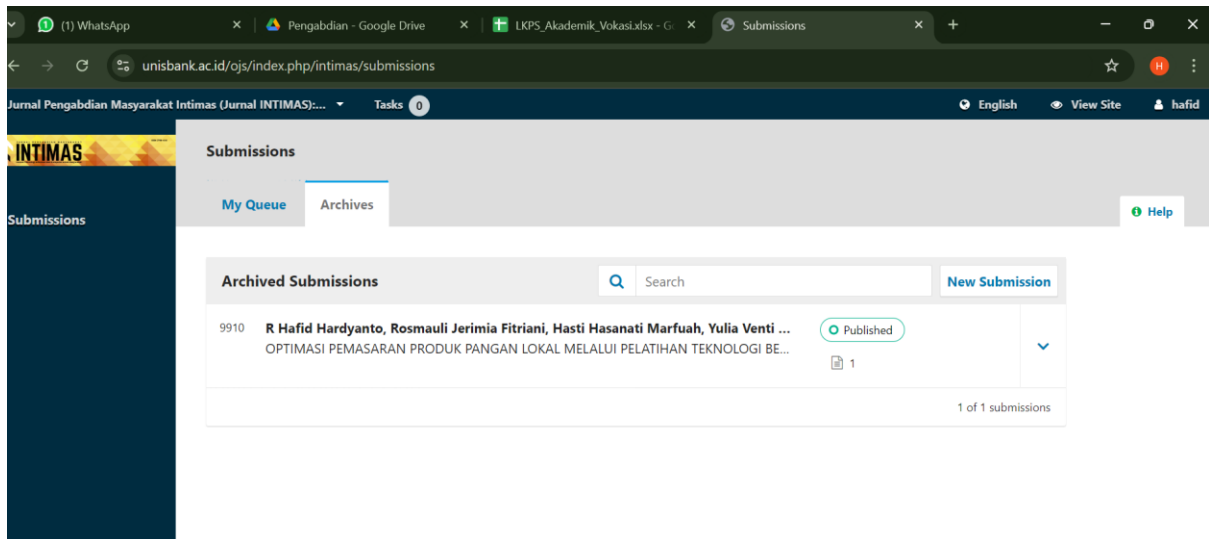 (1) WhatsApp
Pengabdian - Google Drive
LKPS_Akademik_Vokasi.xlsx - Go
Submissions
unisbank.ac.id/ojs/index.php/intimas/submissions
H
Jurnal Pengabdian Masyarakat Intimas (Jurnal INTIMAS):... Tasks 0 English View Site hafid
INTIMAS
Submissions
My Queue Archives
Submissions
Help
Archived Submissions Search New Submission
9910 R Hafid Hardyanto, Rosmauli Jerimia Fitriani, Hasti Hasanati Marfuah, Yulia Venti ... Published
OPTIMASI PEMASARAN PRODUK PANGAN LOKAL MELALUI PELATIHAN TEKNOLOGI BE...
1
1 of 1 submissions